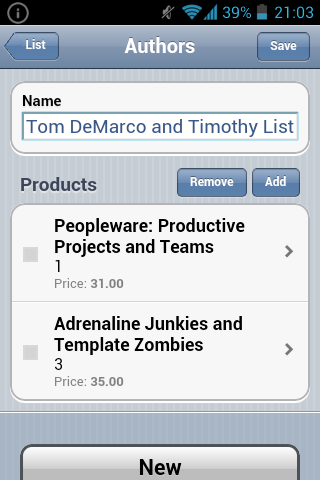 39% 21:03
List
Authors
Save
Name
Tom DeMarco and Timothy List
Products
Remove
Add
Peopleware: Productive
Projects and Teams
1
Price: 31.00
Adrenaline Junkies and
Template Zombies
3
Price: 35.00
New